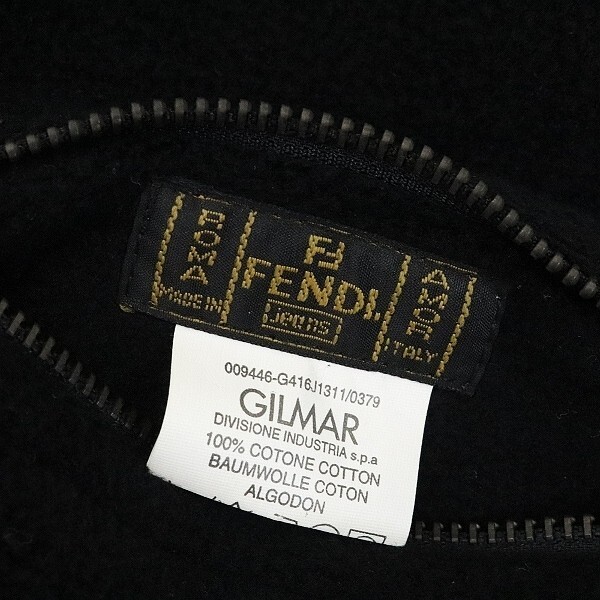 ROMA
MADE IN
FF
FENDI
jeans
AMOR
ITALY
009446-G416J1311/0379
GILMAR
DIVISIONE INDUSTRIA s.p.a
100% COTONE COTTON
BAUMWOLLE COTON
ALGODON